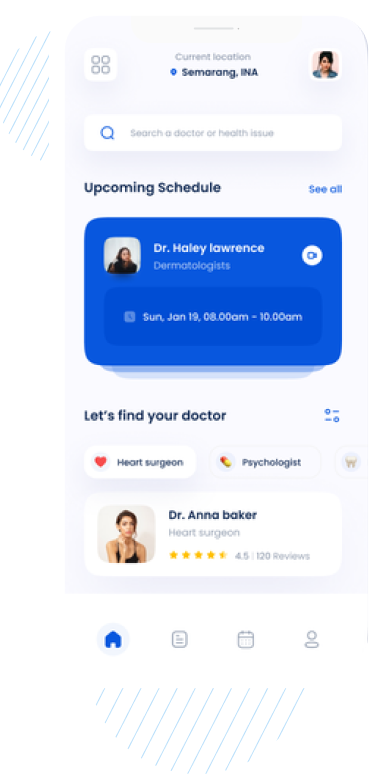 Current location
Semarang, INA
Search a doctor or health issue
Upcoming Schedule
See all
Dr. Haley lawrence
Dermatologists
Sun, Jan 19, 08.00am - 10.00am
Let's find your doctor
Heart surgeon
Psychologist
Dr. Anna baker
Heart surgeon
4.5 | 120 Reviews